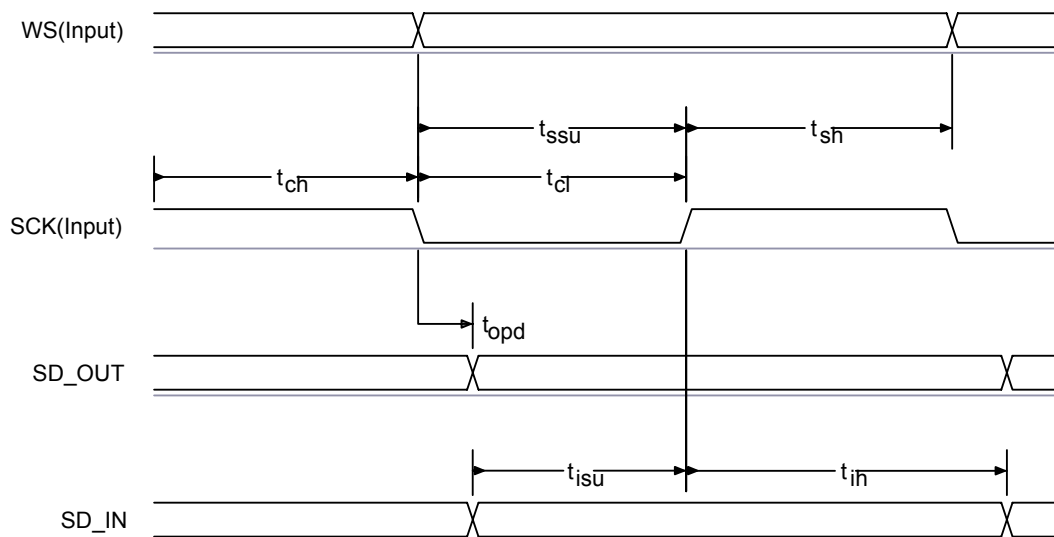 WS(Input)
tssu
tsh
tch
tcl
SCK(Input)
topd
SD_OUT
tisu
tih
SD_IN